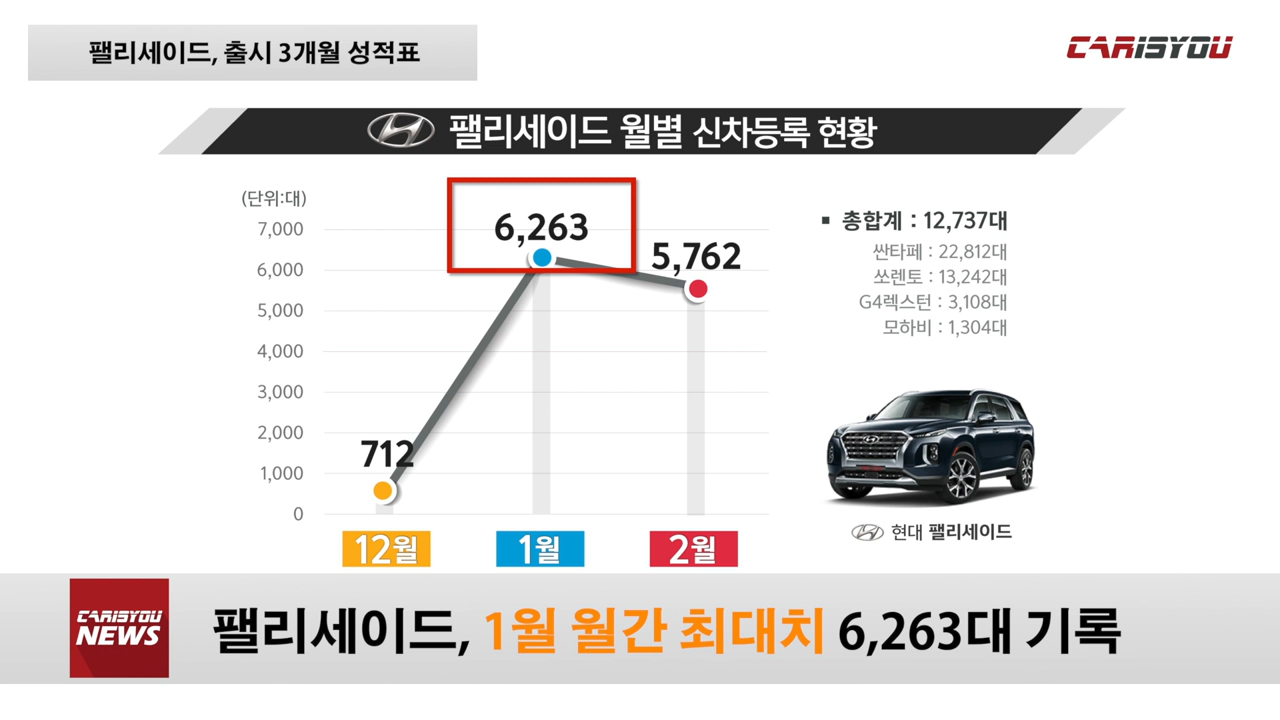 팰리세이드, 출시 3개월 성적표
CARISYOU
팰리세이드 월별 신차등록 현황
(단위:대)
7,000
6,000
5,000
4,000
3,000
2,000
1,000
0
712
6,263
5,762
12월
1월
2월
▪ 총합계 : 12,737대
싼타페 : 22,812대
쏘렌토 : 13,242대
G4렉스턴 : 3,108대
모하비 : 1,304대
현대 팰리세이드
CARISYOU
NEWS
팰리세이드, 1월 월간 최대치 6,263대 기록